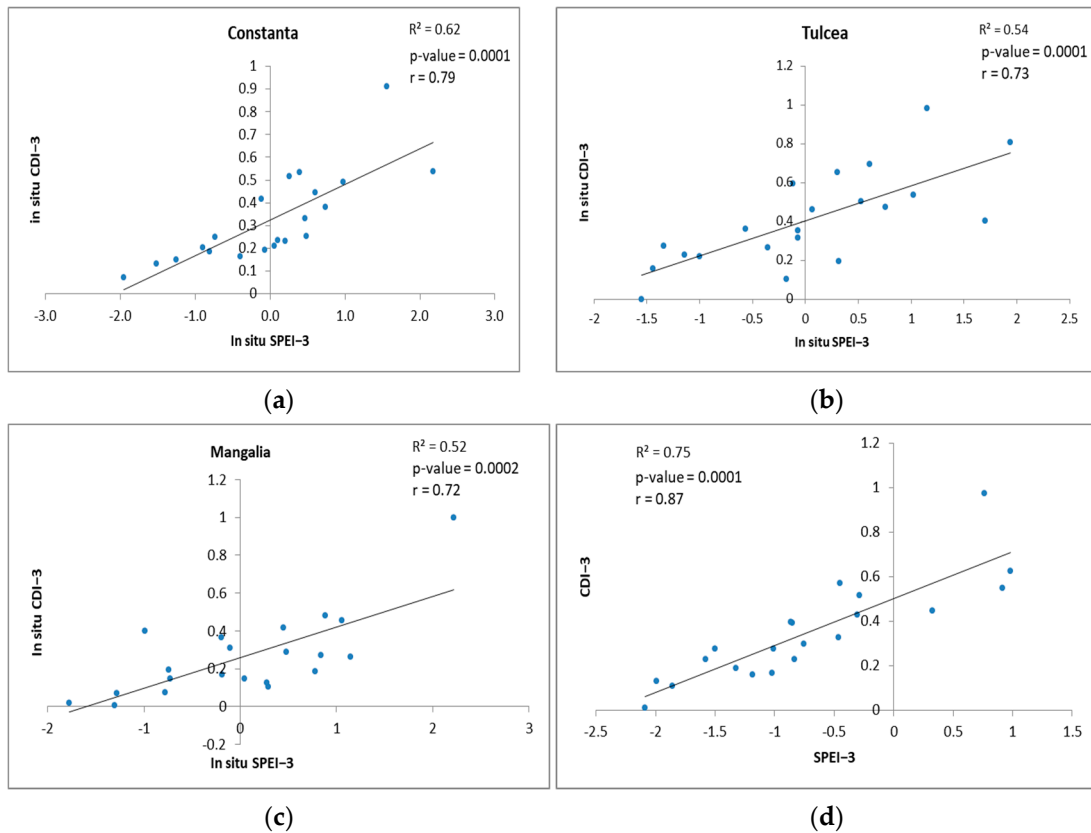 Constanta
R² = 0.62
p-value = 0.0001
r = 0.79
in situ CDI−3
1
0.9
0.8
0.7
0.6
0.5
0.4
0.3
0.2
0.1
0
-3.0 -2.0 -1.0 0.0 1.0 2.0 3.0
In situ SPEI−3
(a)
Tulcea
R² = 0.54
p-value = 0.0001
r = 0.73
In situ CDI−3
1.2
1
0.8
0.6
0.4
0.2
0
-2 -1.5 -1 -0.5 0 0.5 1 1.5 2 2.5
In situ SPEI−3
(b)
Mangalia
R² = 0.52
p-value = 0.0002
r = 0.72
In situ CDI−3
1.2
1
0.8
0.6
0.4
0.2
0
-0.2
-2 -1 0 1 2 3
In situ SPEI−3
(c)
R² = 0.75
p-value = 0.0001
r = 0.87
CDI−3
1.2
1
0.8
0.6
0.4
0.2
0
-2.5 -2 -1.5 -1 -0.5 0 0.5 1 1.5
SPEI−3
(d)